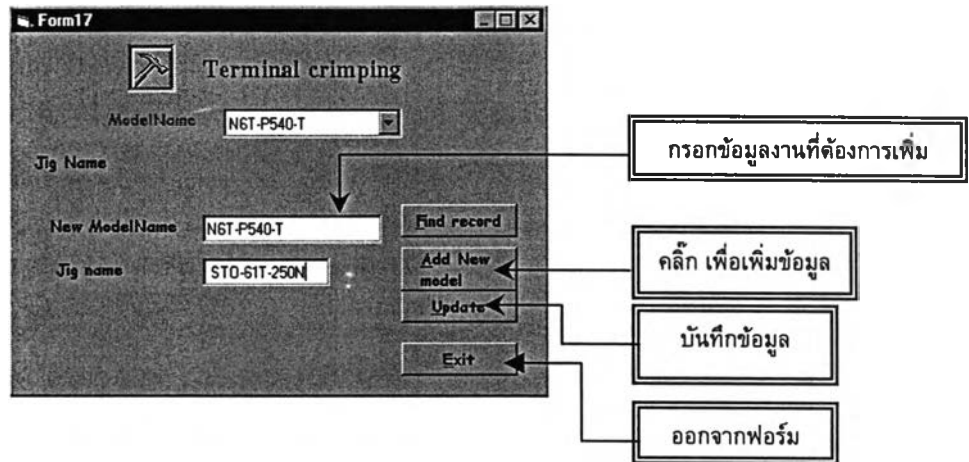 Form17
Terminal crimping
ModelName
N6T-P540-T
Jig Name
กรอกข้อมูลงานที่ต้องการเพิ่ม
New ModelName
N6T-P540-T
Find record
Jig name
STO-61T-250N
Add New
model
คลิ๊ก เพื่อเพิ่มข้อมูล
Update
บันทึกข้อมูล
Exit
ออกจากฟอร์ม